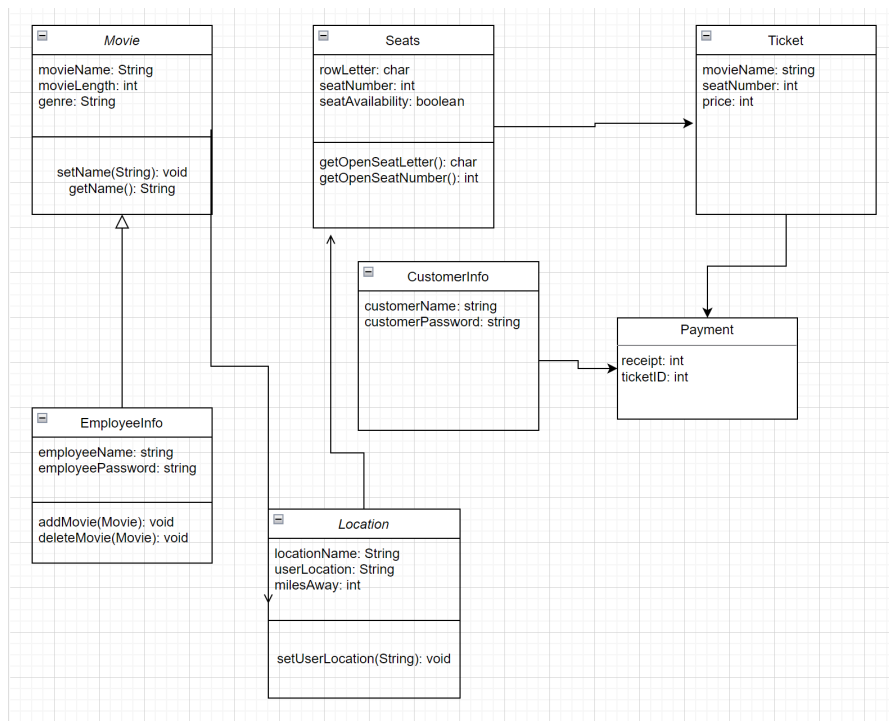 Movie
movieName: String
movieLength: int
genre: String
setName(String): void
getName(): String
Seats
rowLetter: char
seatNumber: int
seatAvailability: boolean
getOpenSeatLetter(): char
getOpenSeatNumber(): int
Ticket
movieName: string
seatNumber: int
price: int
CustomerInfo
customerName: string
customerPassword: string
Payment
receipt: int
ticketID: int
EmployeeInfo
employeeName: string
employeePassword: string
addMovie(Movie): void
deleteMovie(Movie): void
Location
locationName: String
userLocation: String
milesAway: int
setUserLocation(String): void